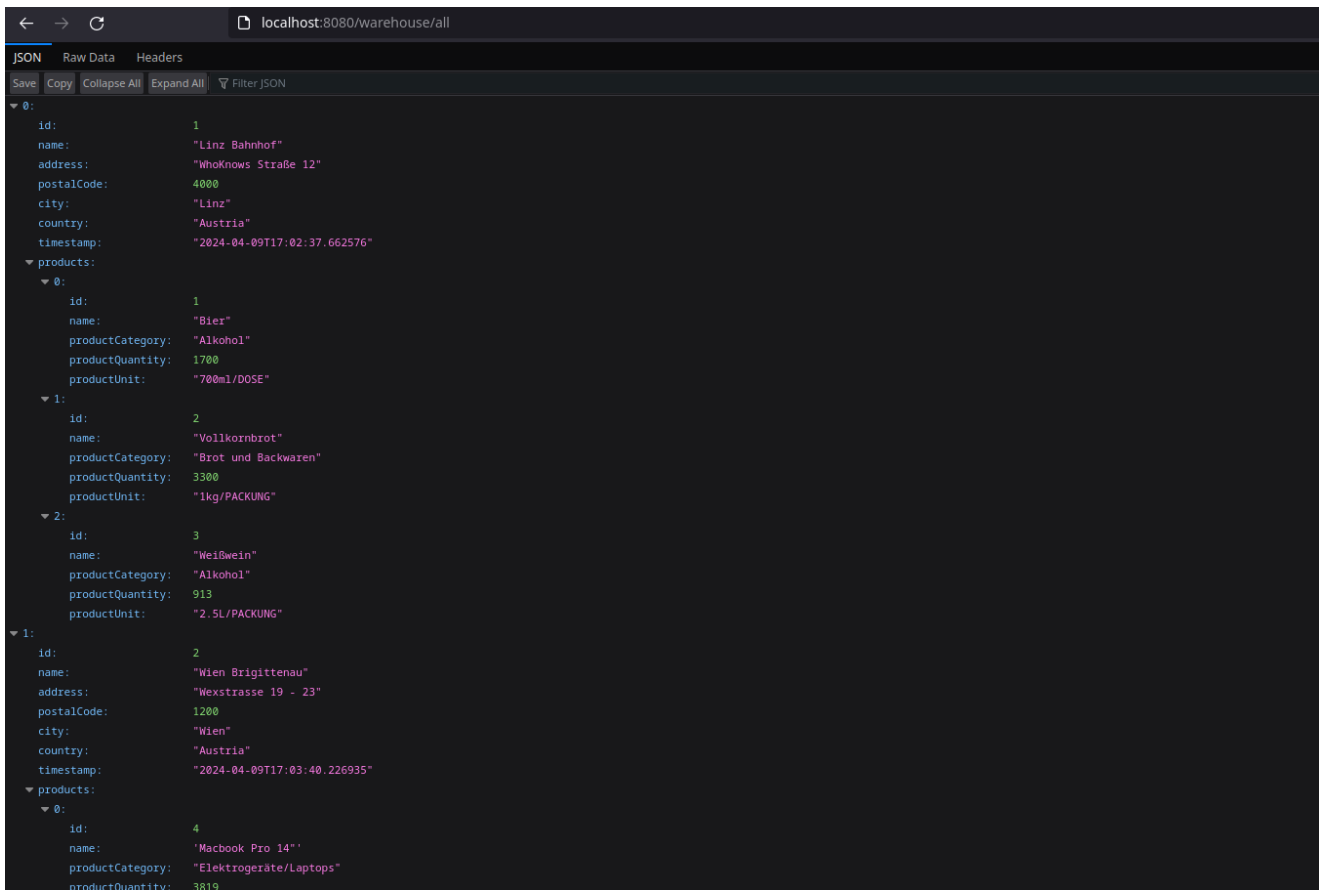 localhost:8080/warehouse/all
JSON Raw Data Headers
Save Copy Collapse All Expand All Filter JSON
0:
id: 1
name: "Linz Bahnhof"
address: "WhoKnows Straße 12"
postalCode: 4000
city: "Linz"
country: "Austria"
timestamp: "2024-04-09T17:02:37.662576"
products:
0:
id: 1
name: "Bier"
productCategory: "Alkohol"
productQuantity: 1700
productUnit: "700ml/DOSE"
1:
id: 2
name: "Vollkornbrot"
productCategory: "Brot und Backwaren"
productQuantity: 3300
productUnit: "1kg/PACKUNG"
2:
id: 3
name: "Weißwein"
productCategory: "Alkohol"
productQuantity: 913
productUnit: "2.5L/PACKUNG"
1:
id: 2
name: "Wien Brigittenau"
address: "Wexstrasse 19 - 23"
postalCode: 1200
city: "Wien"
country: "Austria"
timestamp: "2024-04-09T17:03:40.226935"
products:
0:
id: 4
name: 'Macbook Pro 14"'
productCategory: "Elektrogeräte/Laptops"
productQuantity: 3819